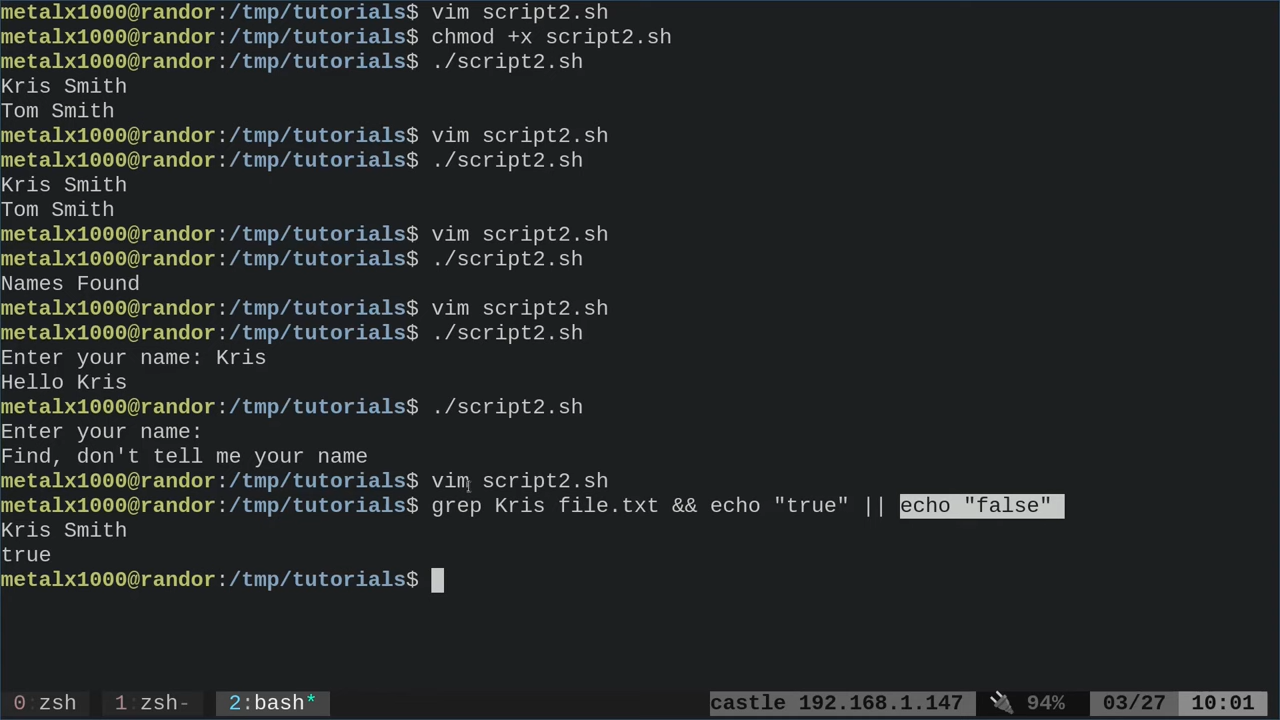 metalx1000@randor:/tmp/tutorials$ vim script2.sh
metalx1000@randor:/tmp/tutorials$ chmod +x script2.sh
metalx1000@randor:/tmp/tutorials$ ./script2.sh
Kris Smith
Tom Smith
metalx1000@randor:/tmp/tutorials$ vim script2.sh
metalx1000@randor:/tmp/tutorials$ ./script2.sh
Kris Smith
Tom Smith
metalx1000@randor:/tmp/tutorials$ vim script2.sh
metalx1000@randor:/tmp/tutorials$ ./script2.sh
Names Found
metalx1000@randor:/tmp/tutorials$ vim script2.sh
metalx1000@randor:/tmp/tutorials$ ./script2.sh
Enter your name: Kris
Hello Kris
metalx1000@randor:/tmp/tutorials$ ./script2.sh
Enter your name:
Find, don't tell me your name
metalx1000@randor:/tmp/tutorials$ vim script2.sh
metalx1000@randor:/tmp/tutorials$ grep Kris file.txt && echo "true" || echo "false"
Kris Smith
true
metalx1000@randor:/tmp/tutorials$
0 zsh 1 zsh- 2:bash* castle 192.168.1.147 94% 03/27 10:01